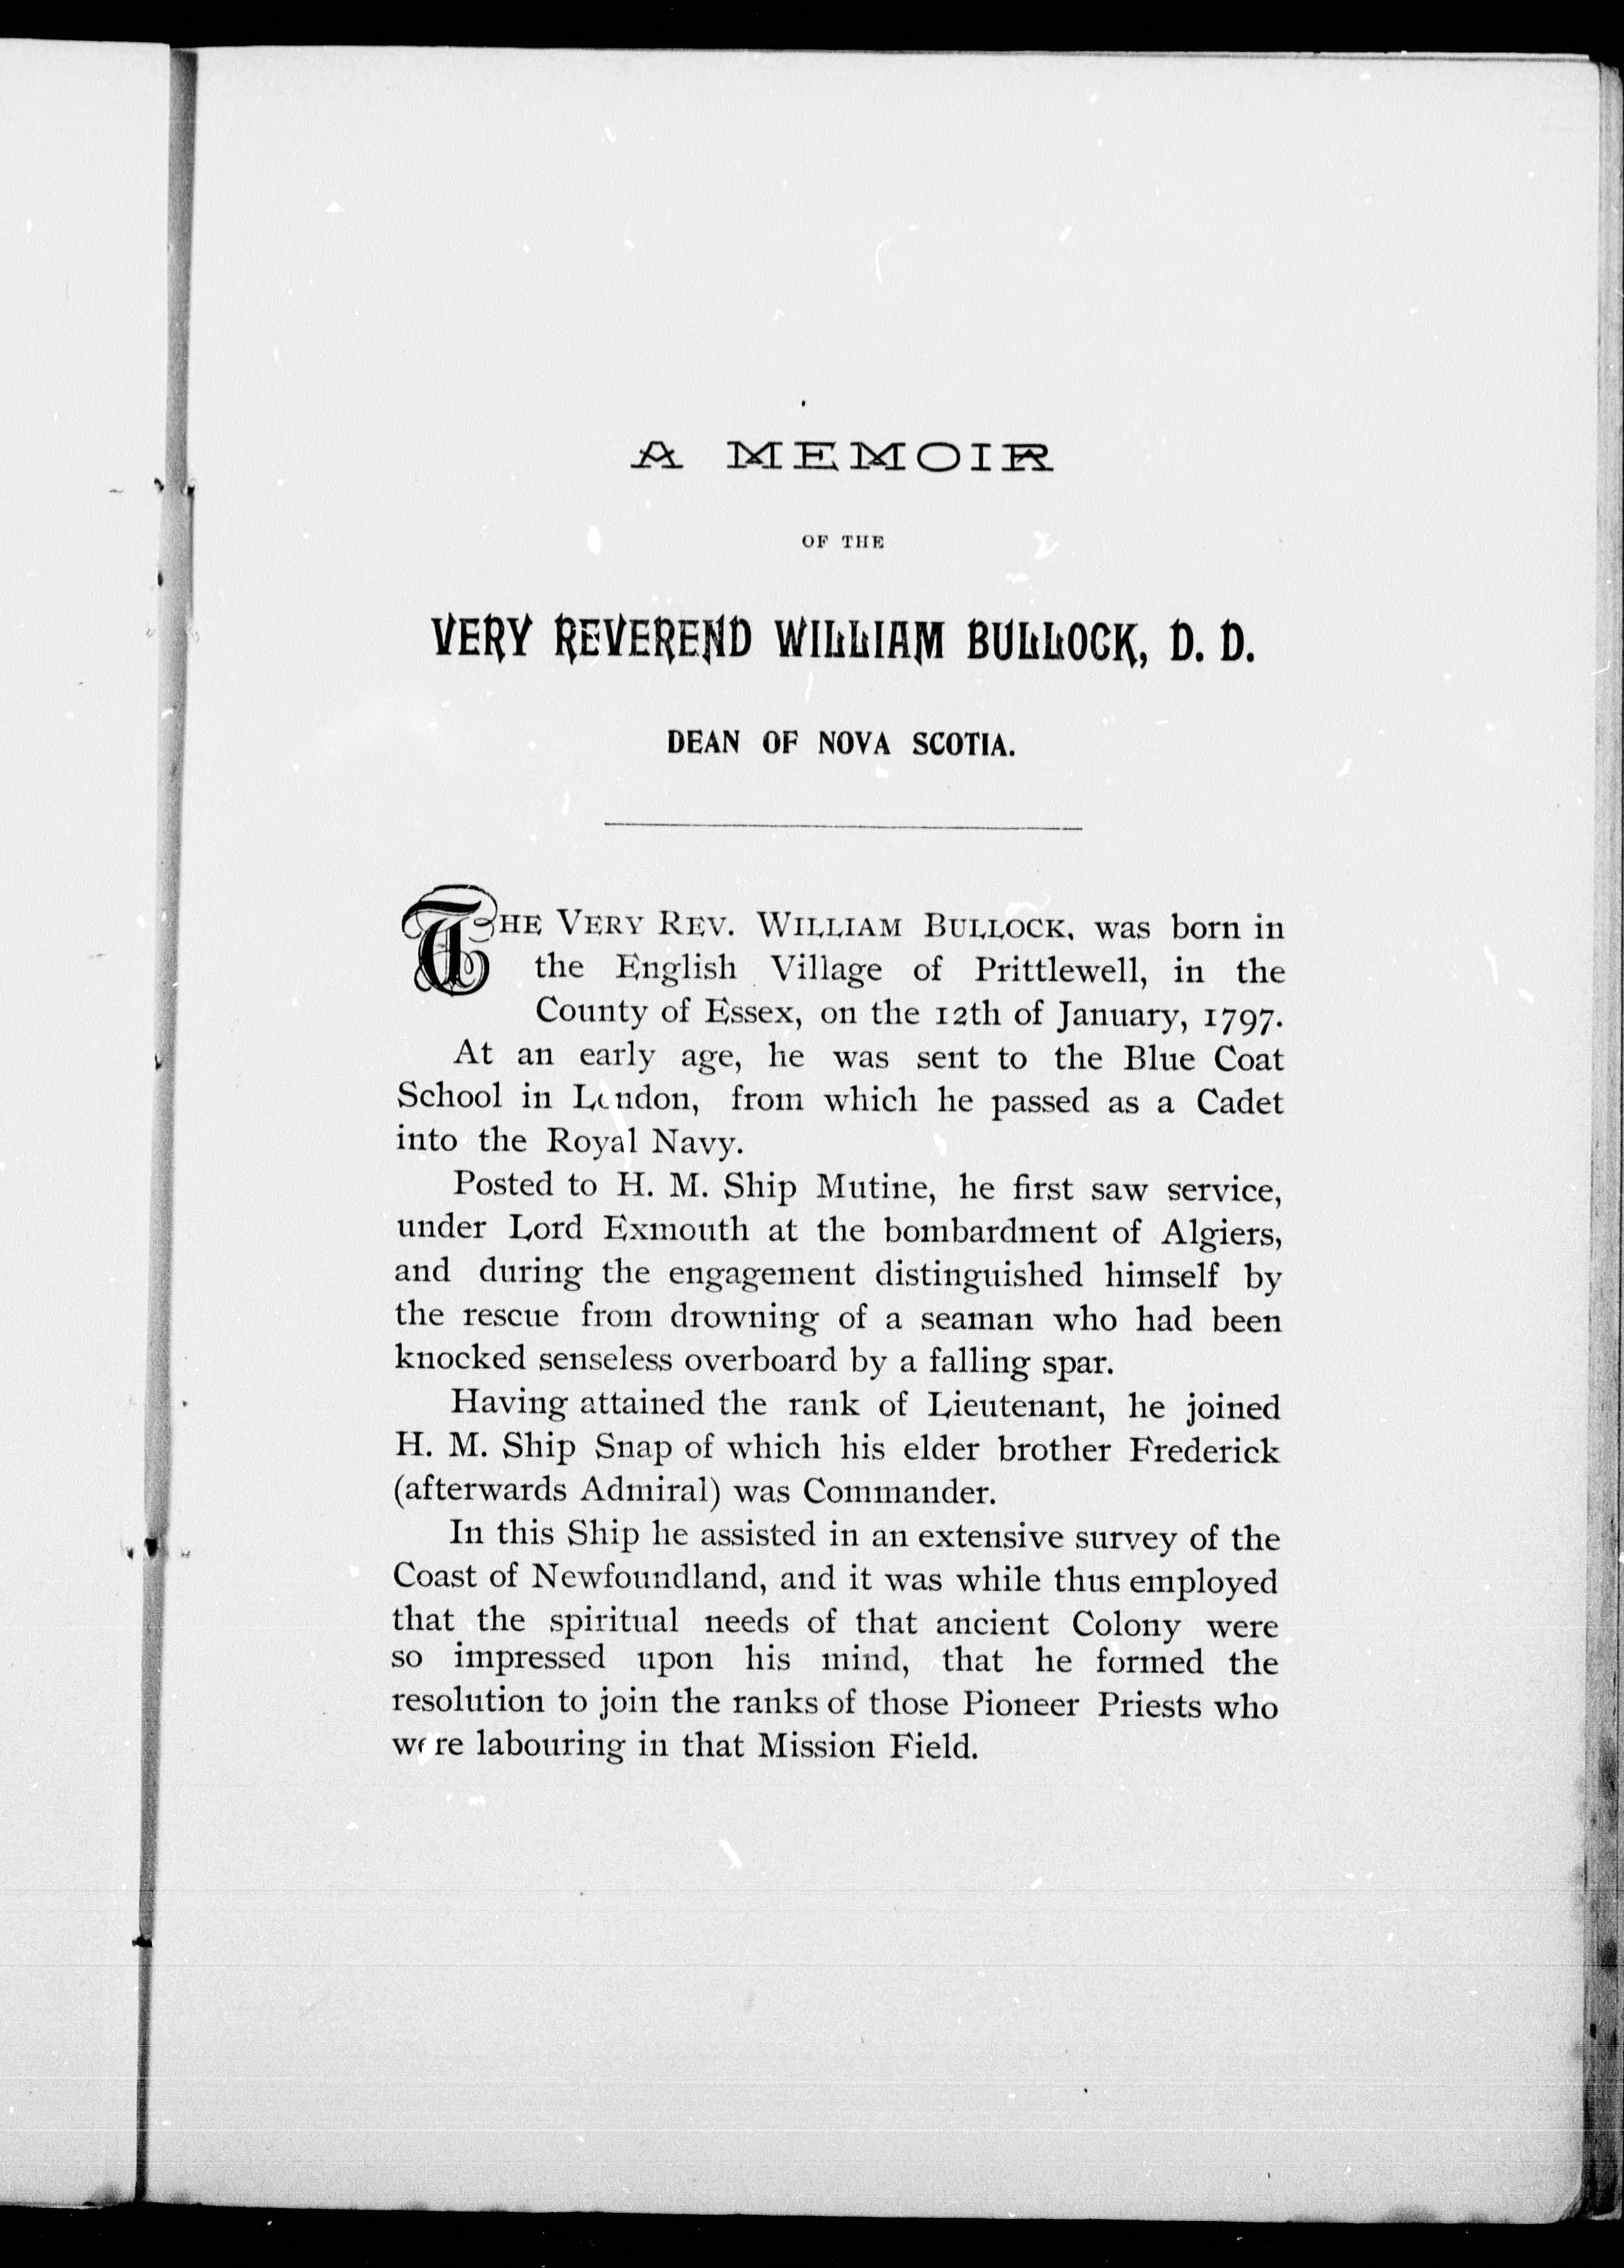 A MEMOIR
OF THE
VERY REVEREND WILLIAM BULLOCK, D. D.
DEAN OF NOVA SCOTIA.
THE VERY REV. WILLIAM BULLOCK, was born in
the English Village of Prittlewell, in the
County of Essex, on the 12th of January, 1797.
At an early age, he was sent to the Blue Coat
School in London, from which he passed as a Cadet
into the Royal Navy.
Posted to H. M. Ship Mutine, he first saw service,
under Lord Exmouth at the bombardment of Algiers,
and during the engagement distinguished himself by
the rescue from drowning of a seaman who had been
knocked senseless overboard by a falling spar.
Having attained the rank of Lieutenant, he joined
H. M. Ship Snap of which his elder brother Frederick
(afterwards Admiral) was Commander.
In this Ship he assisted in an extensive survey of the
Coast of Newfoundland, and it was while thus employed
that the spiritual needs of that ancient Colony were
so impressed upon his mind, that he formed the
resolution to join the ranks of those Pioneer Priests who
were labouring in that Mission Field.